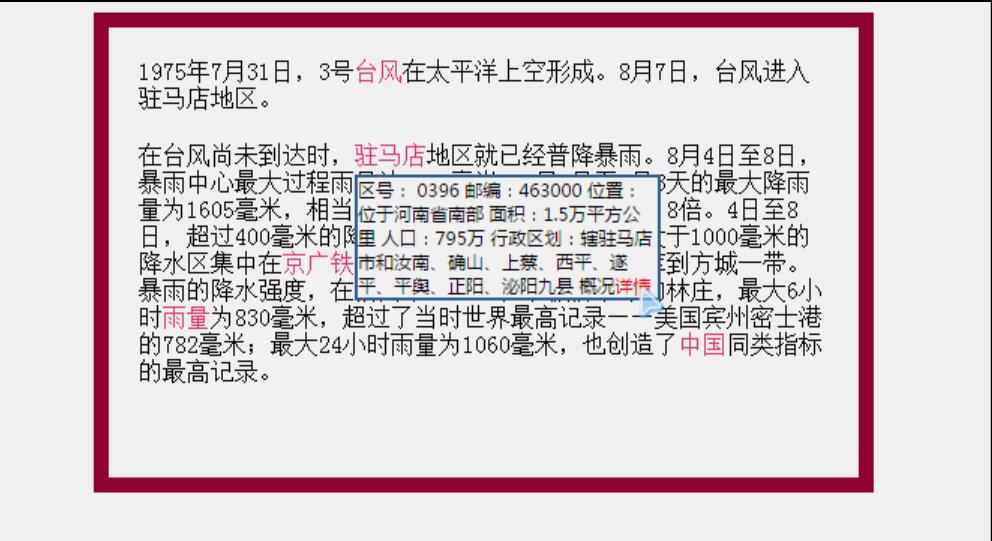 1975年7月31日，3号台风在太平洋上空形成。8月7日，台风进入
驻马店地区。
在台风尚未到达时，驻马店地区就已经普降暴雨。8月4日至8日，
暴雨中心最大过程雨
天的最大降雨
量为1605毫米，相当
8倍。4日至8
日，超过400毫米的降
于1000毫米的
降水区集中在京广铁
到方城一带。
暴雨的降水强度，在
林庄，最大6小
时雨量为830毫米，超过了当时世界最高记录——美国宾州密士港
的782毫米；最大24小时雨量为1060毫米，也创造了中国同类指标
的最高记录。
区号： 0396 邮编：463000 位置：
位于河南省南部 面积：1.5万平方公
里 人口：795万 行政区划：辖驻马店
市和汝南、确山、上蔡、西平、遂
平、平舆、正阳、泌阳九县 概况详情